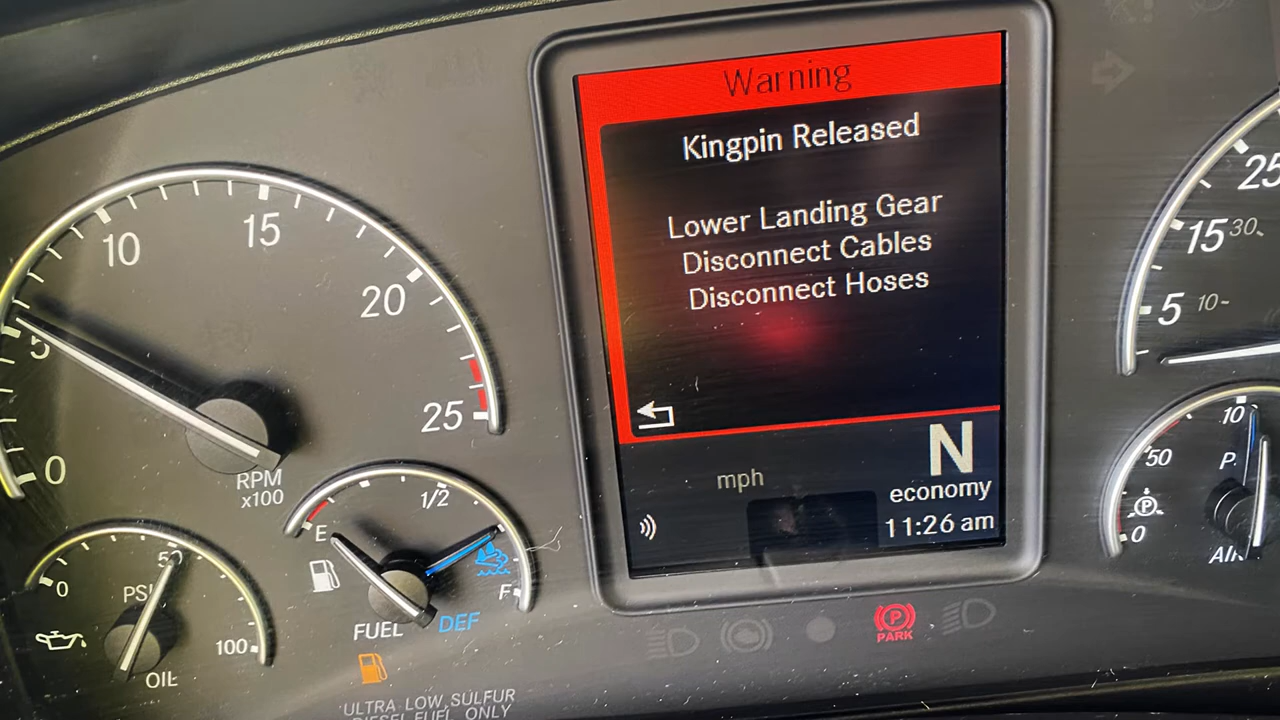 Warning
Kingpin Released
Lower Landing Gear
Disconnect Cables
Disconnect Hoses
mph
N
economy
11:26 am
0
5
10
15
20
25
RPM
x100
E
1/2
F
FUEL
DEF
0
50
100
PSI
OIL
ULTRA LOW SULFUR
DIESEL FUEL ONLY
P
PARK
5
10
15
30
25
0
50
10
P